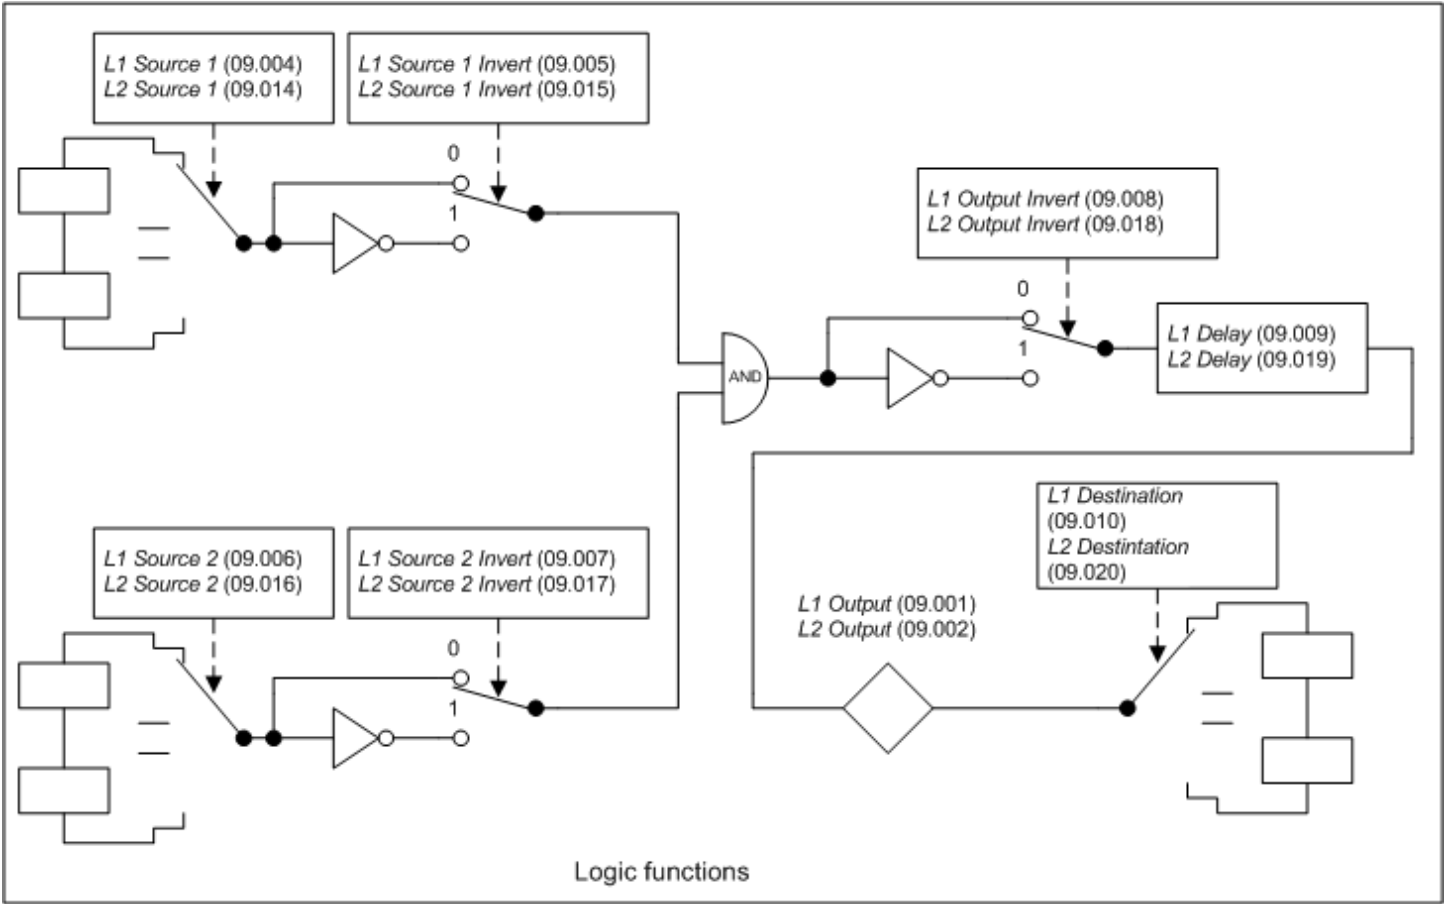 L1 Source 1 (09.004)
L2 Source 1 (09.014)
L1 Source 1 Invert (09.005)
L2 Source 1 Invert (09.015)
0
1
L1 Output Invert (09.008)
L2 Output Invert (09.018)
0
1
L1 Delay (09.009)
L2 Delay (09.019)
AND
L1 Source 2 (09.006)
L2 Source 2 (09.016)
L1 Source 2 Invert (09.007)
L2 Source 2 Invert (09.017)
0
1
L1 Destination
(09.010)
L2 Destintation
(09.020)
L1 Output (09.001)
L2 Output (09.002)
Logic functions